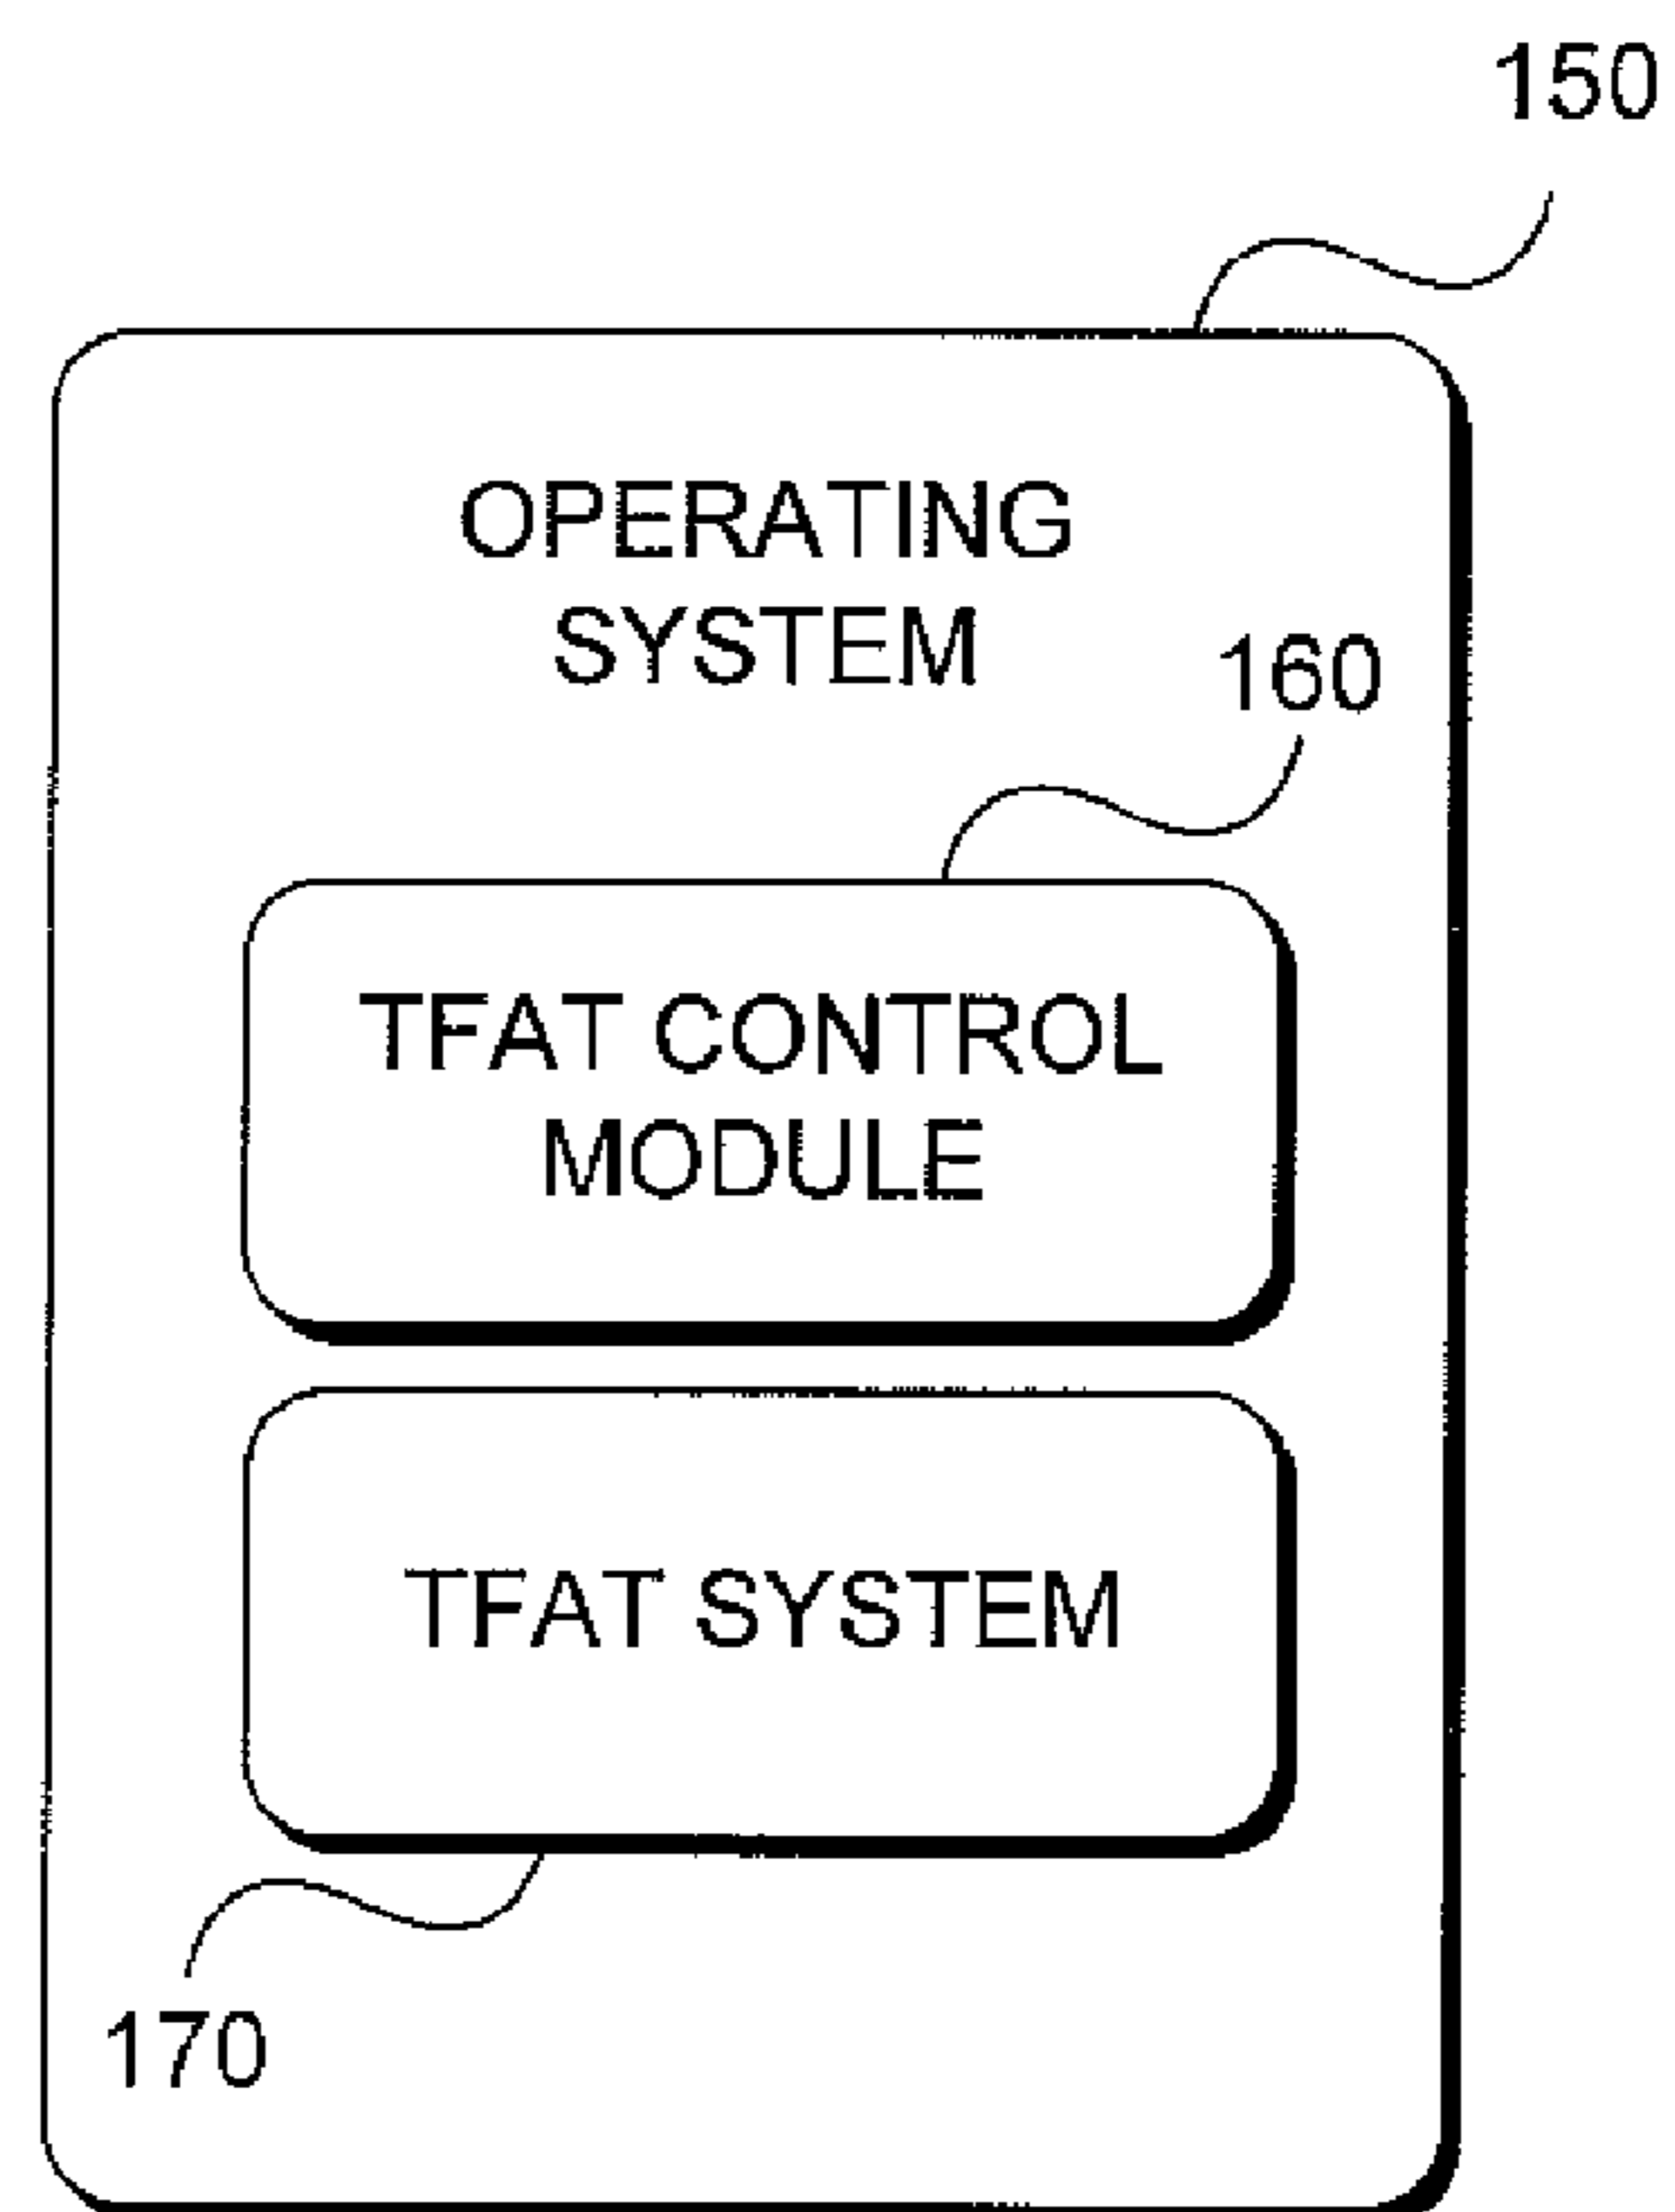 150
OPERATING
SYSTEM
160
TFAT CONTROL
MODULE
TFAT SYSTEM
170